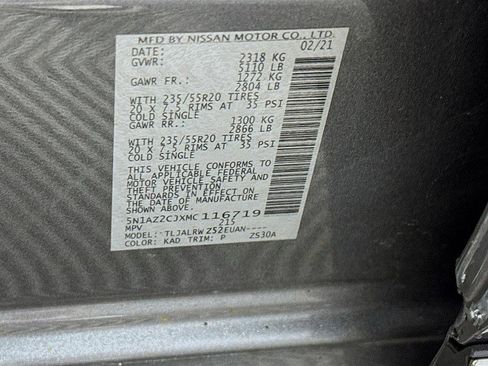 MFD BY NISSAN MOTOR CO., LTD.
DATE: 02/21
GVWR: 2318 KG
5110 LB
GAWR FR.: 1272 KG
2804 LB
WITH 235/55R20 TIRES
20 X 7.5 RIMS AT 35 PSI
COLD SINGLE
GAWR RR.: 1300 KG
2866 LB
WITH 235/55R20 TIRES
20 X 7.5 RIMS AT 35 PSI
COLD SINGLE
THIS VEHICLE CONFORMS TO
ALL APPLICABLE FEDERAL
MOTOR VEHICLE SAFETY AND
THEFT PREVENTION
STANDARDS IN EFFECT ON
THE DATE OF MANUFACTURE
SHOWN ABOVE.
5N1AZ2CJXMC116719
MPV 215
MODEL: TLJALRWZ52EUAN----
COLOR: KAD TRIM: P ZS30A